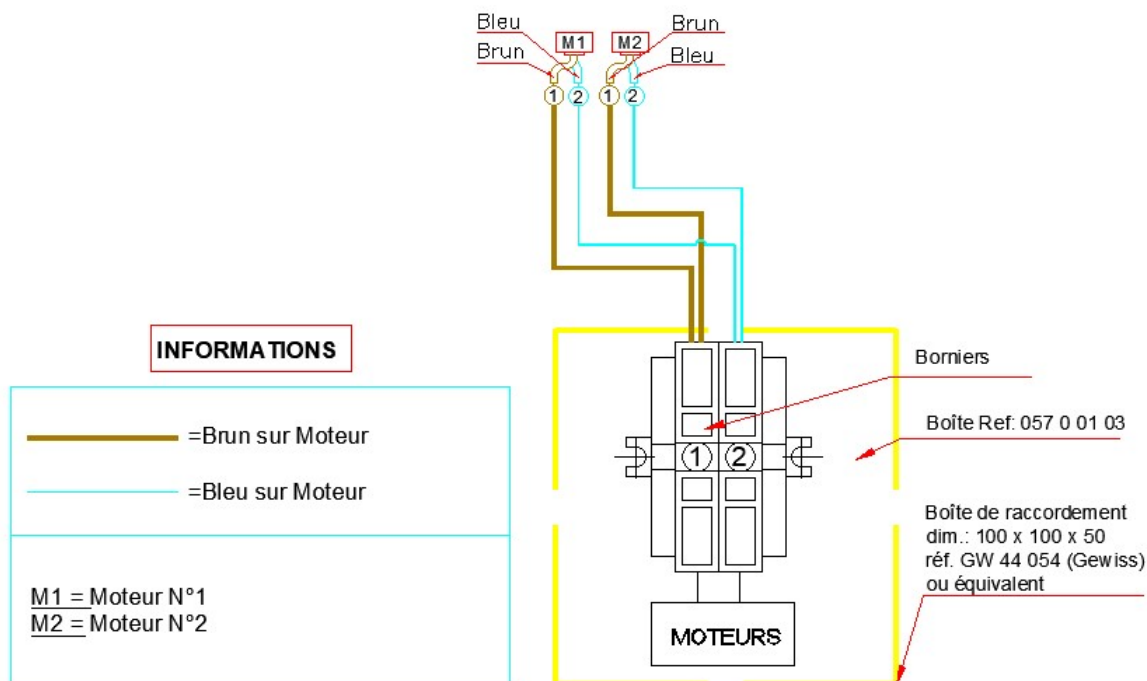 Bleu
Brun
M1
M2
Brun
Bleu
1
2
1
2
INFORMATIONS
=Brun sur Moteur
=Bleu sur Moteur
M1 = Moteur N°1
M2 = Moteur N°2
Borniers
Boîte Ref: 057 0 01 03
1
2
Boîte de raccordement
dim.: 100 x 100 x 50
réf. GW 44 054 (Gewiss)
ou équivalent
MOTEURS